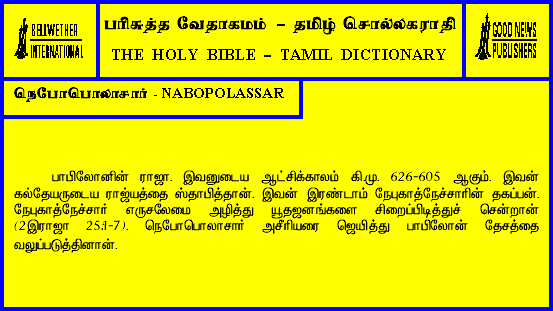 BELLWETHER
INTERNATIONAL
பரிசுத்த வேதாகமம் – தமிழ் சொல்லகராதி
THE HOLY BIBLE – TAMIL DICTIONARY
GOOD NEWS
PUBLISHERS
நெபோபொலாசார் - NABOPOLASSAR
பாபிலோனின் ராஜா. இவனுடைய ஆட்சிக்காலம் கி.மு. 626-605 ஆகும். இவன்
கல்தேயருடைய ராஜ்யத்தை ஸ்தாபித்தான். இவன் இரண்டாம் நேபுகாத்நேச்சாரின் தகப்பன்.
நேபுகாத்நேச்சார் எருசலேமை அழித்து யூதஜனங்களை சிறைப்பிடித்துச் சென்றான்
(2இராஜா 25:1-7). நெபோபொலாசார் அசீரியரை ஜெயித்து பாபிலோன் தேசத்தை
வலுப்படுத்தினான்.